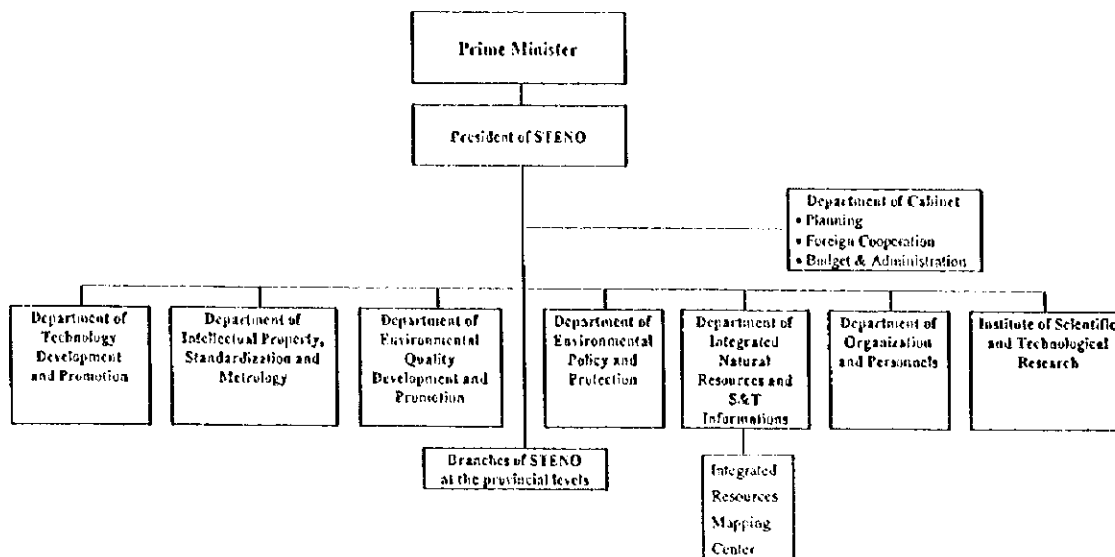 Prime Minister
President of STENO
Department of Cabinet
• Planning
• Foreign Cooperation
• Budget & Administration
Department of
Technology
Development
and Promotion
Department of
Intellectual Property,
Standardization and
Metrology
Department of
Environmental
Quality
Development and
Promotion
Department of
Environmental
Policy and
Protection
Department of
Integrated
Natural
Resources and
S&T
Informations
Department of
Organization
and Personnels
Institute of Scientific
and Technological
Research
Branches of STENO
at the provincial levels
Integrated
Resources
Mapping
Center